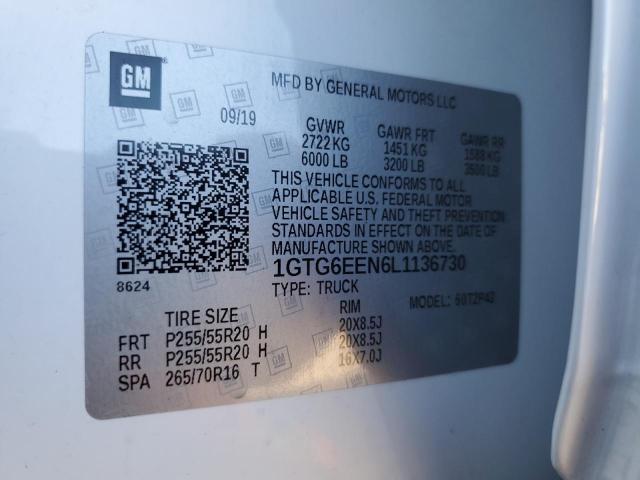 GM
MFD BY GENERAL MOTORS LLC
09/19
GVWR GAWR FRT GAWR RR
2722 KG 1451 KG 1588 KG
6000 LB 3200 LB 3500 LB
THIS VEHICLE CONFORMS TO ALL
APPLICABLE U.S. FEDERAL MOTOR
VEHICLE SAFETY AND THEFT PREVENTION
STANDARDS IN EFFECT ON THE DATE OF
MANUFACTURE SHOWN ABOVE.
1GTG6EEN6L1136730
8624
TYPE: TRUCK MODEL:
TIRE SIZE RIM
FRT P255/55R20 H 20X8.5J
RR P255/55R20 H 20X8.5J
SPA 265/70R16 T 16X7.0J